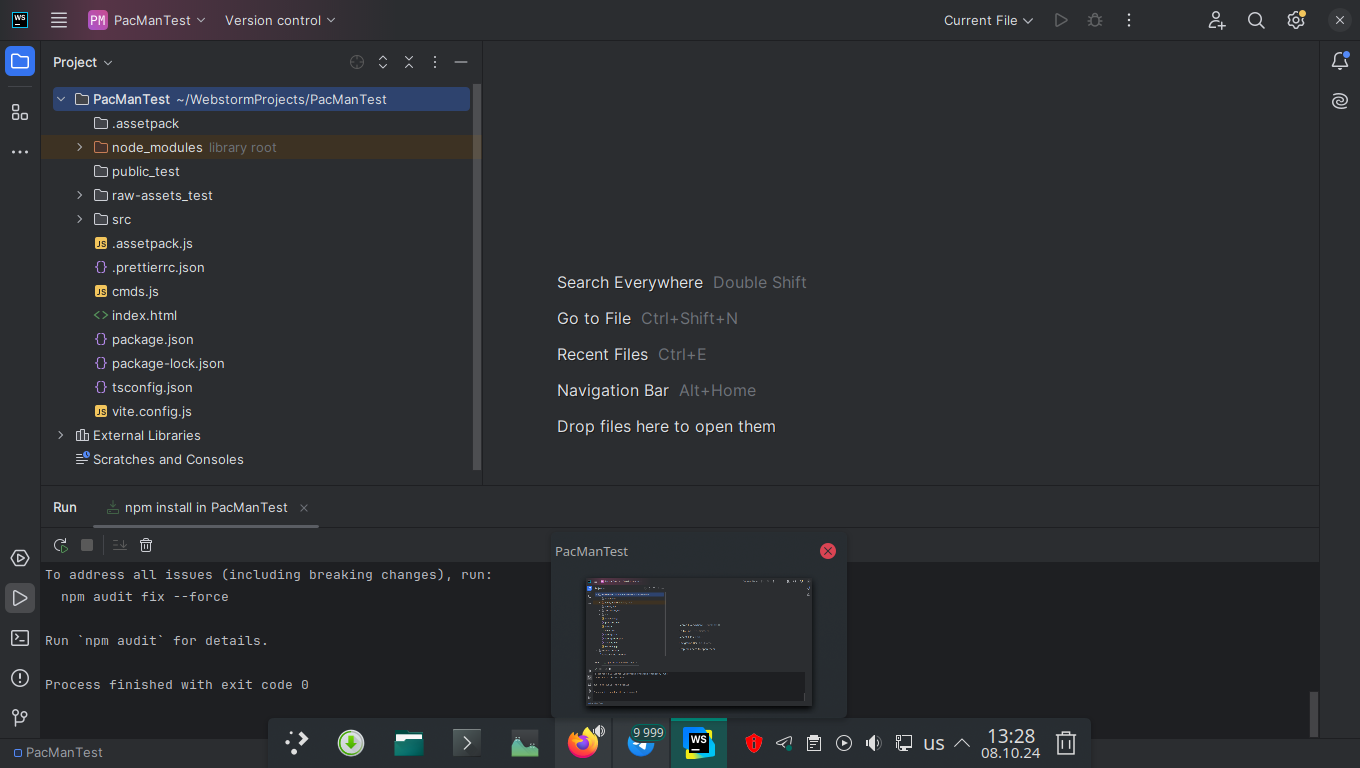 WS
PM PacManTest Version control Current File
Project
PacManTest ~/WebstormProjects/PacManTest
.assetpack
node_modules library root
public_test
raw-assets_test
src
JS .assetpack.js
{} .prettierrc.json
JS cmds.js
<> index.html
{} package.json
{} package-lock.json
{} tsconfig.json
JS vite.config.js
External Libraries
Scratches and Consoles
Search Everywhere Double Shift
Go to File Ctrl+Shift+N
Recent Files Ctrl+E
Navigation Bar Alt+Home
Drop files here to open them
Run npm install in PacManTest
To address all issues (including breaking changes), run:
npm audit fix --force
Run `npm audit` for details.
Process finished with exit code 0
PacManTest
PacManTest
9 999
WS
us
13:28
08.10.24